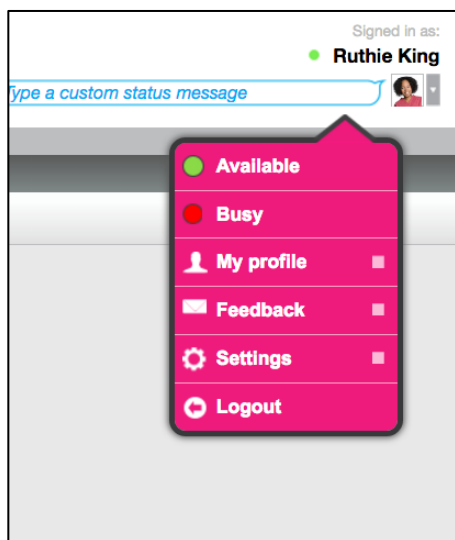 Signed in as:
Ruthie King
Type a custom status message
Available
Busy
My profile
Feedback
Settings
Logout